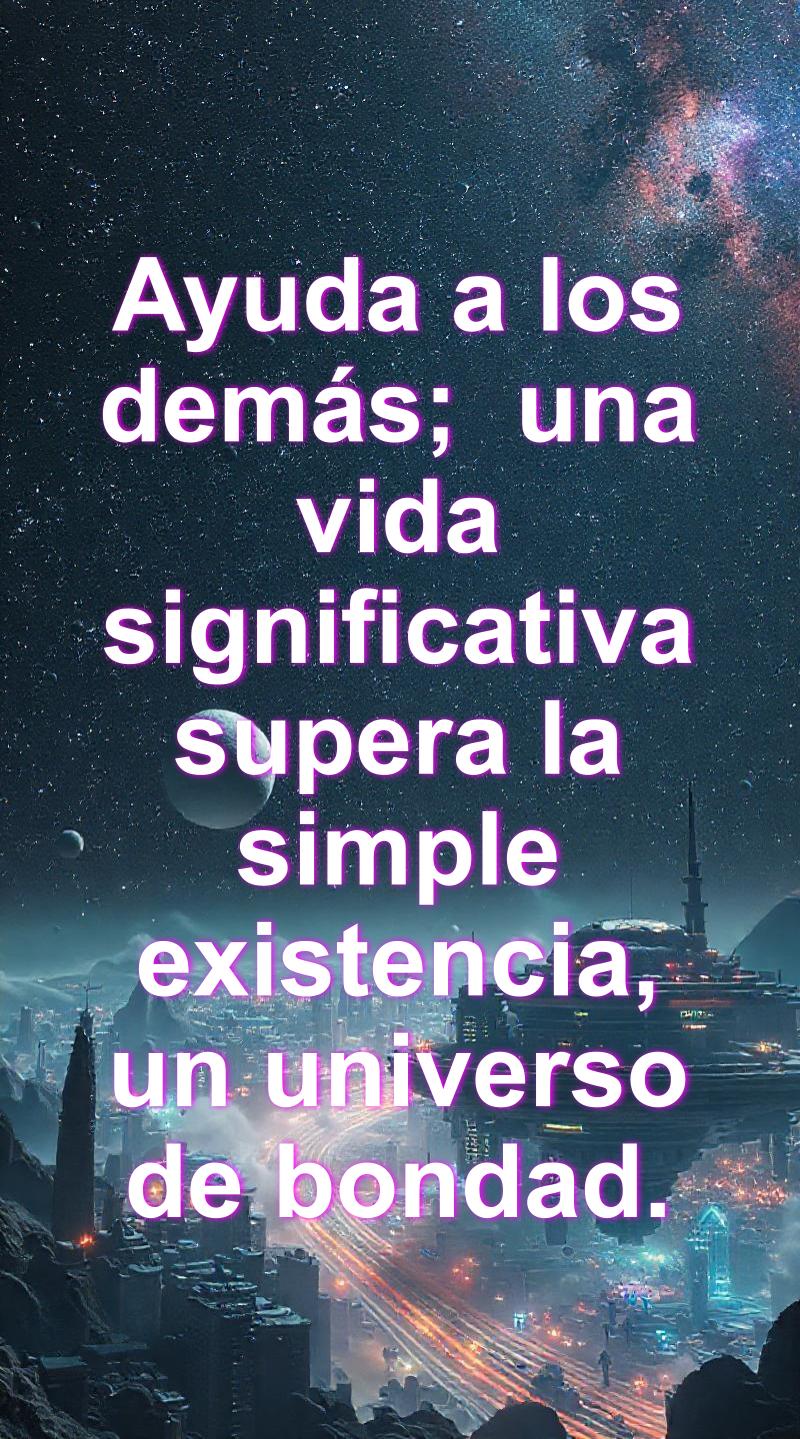 Ayuda a los
demás;  una
vida
significativa
supera la
simple
existencia,
un universo
de bondad.